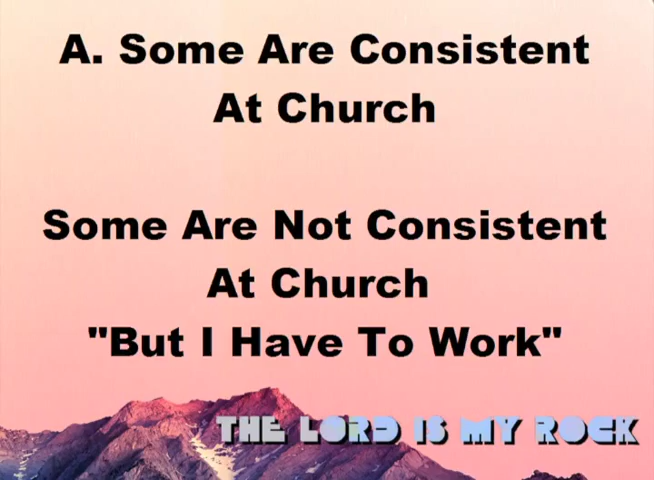 A. Some Are Consistent
At Church
Some Are Not Consistent
At Church
"But I Have To Work"
THE LORD IS MY ROCK